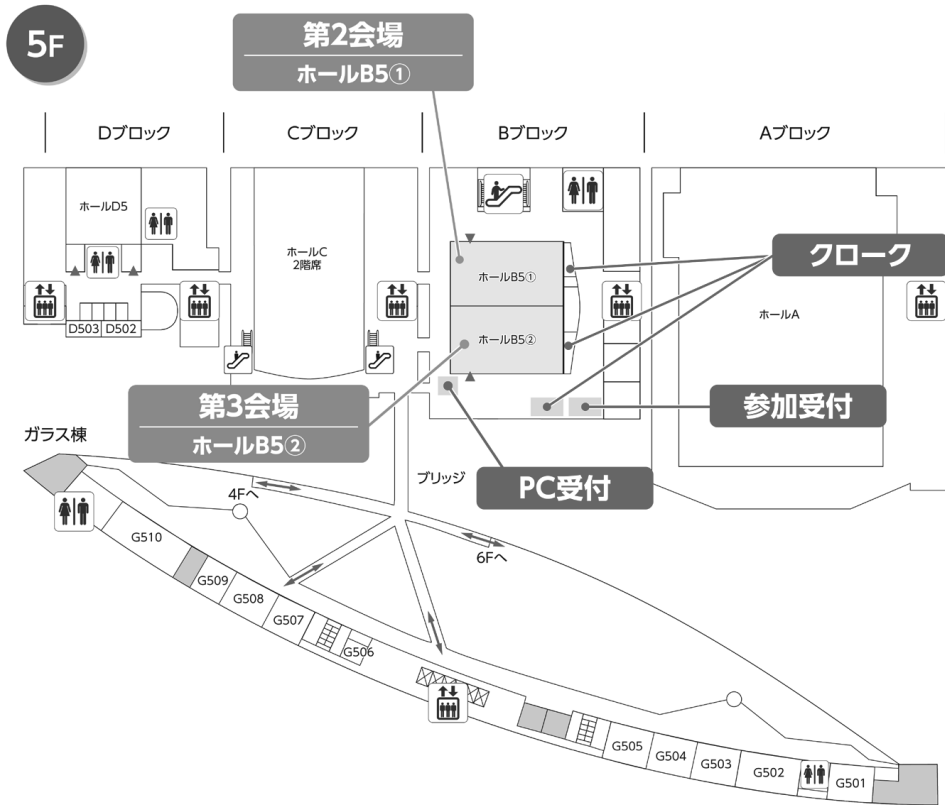 5F
第2会場
ホールB5①
Dブロック
Cブロック
Bブロック
Aブロック
ホールD5
ホールC
2階席
ホールB5①
クローク
ホールA
D503
D502
ホールB5②
第3会場
ホールB5②
参加受付
ガラス棟
ブリッジ
PC受付
4Fへ
6Fへ
G510
G509
G508
G507
G506
G505
G504
G503
G502
G501